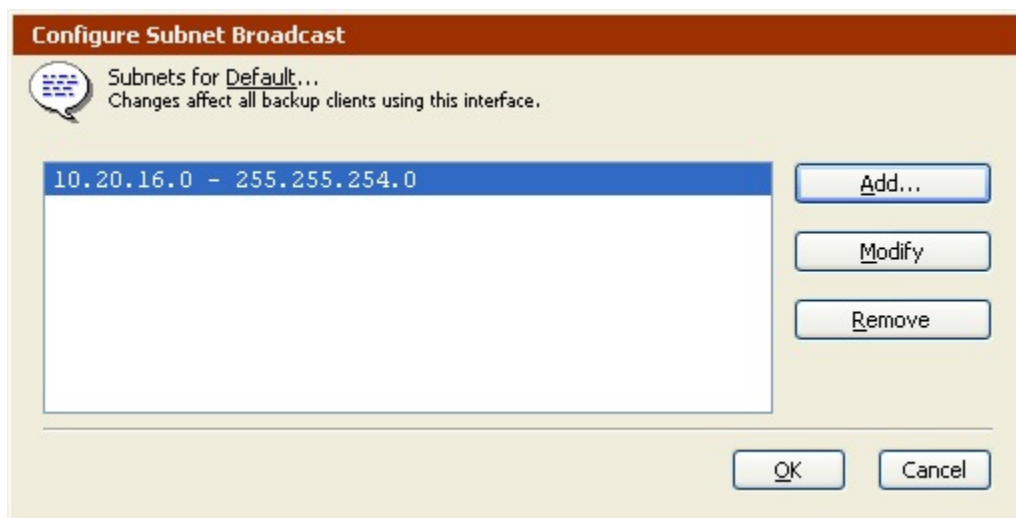 Configure Subnet Broadcast
Subnets for Default...
Changes affect all backup clients using this interface.
10.20.16.0 - 255.255.254.0
Add...
Modify
Remove
OK
Cancel